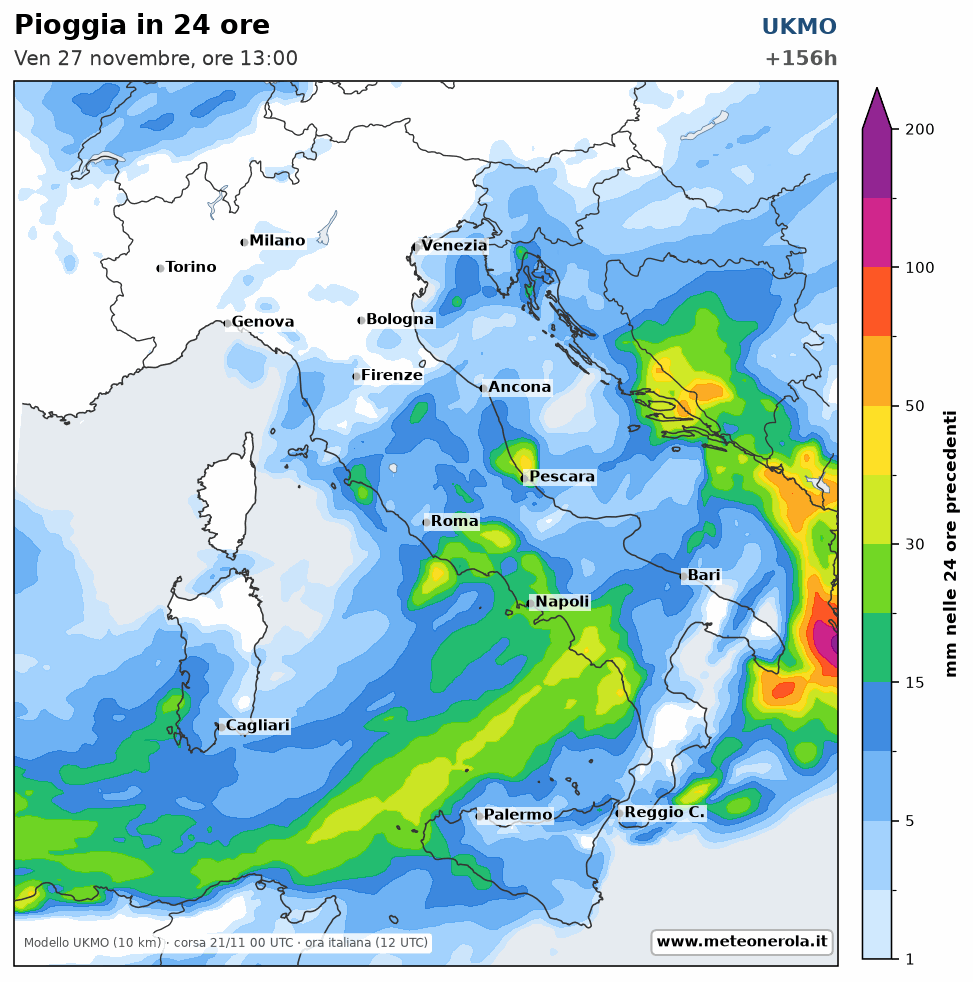 Pioggia in 24 ore
UKMO
Ven 27 novembre, ore 13:00
+156h
200
100
50
30
15
5
1
mm nelle 24 ore precedenti
Milano
Venezia
Torino
Genova
Bologna
Firenze
Ancona
Pescara
Roma
Bari
Napoli
Cagliari
Palermo
Reggio C.
Modello UKMO (10 km) · corsa 21/11 00 UTC · ora italiana (12 UTC)
www.meteonerola.it